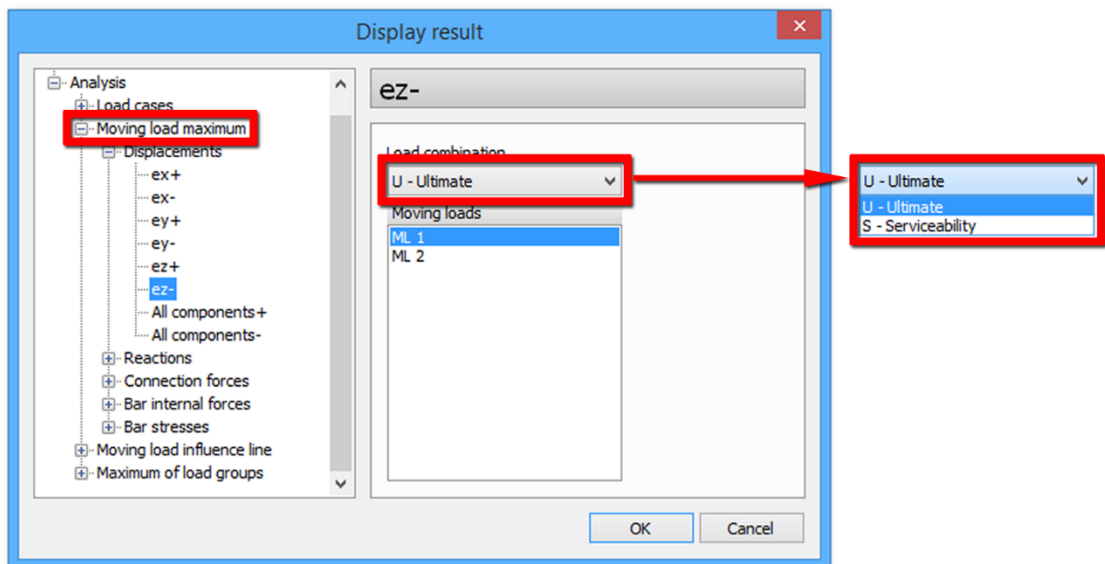 Display result
Analysis
Load cases
Moving load maximum
Displacements
ex+
ex-
ey+
ey-
ez+
ez-
All components+
All components-
Reactions
Connection forces
Bar internal forces
Bar stresses
Moving load influence line
Maximum of load groups
ez-
Load combination
U - Ultimate
Moving loads
ML 1
ML 2
OK Cancel
U - Ultimate
U - Ultimate
S - Serviceability